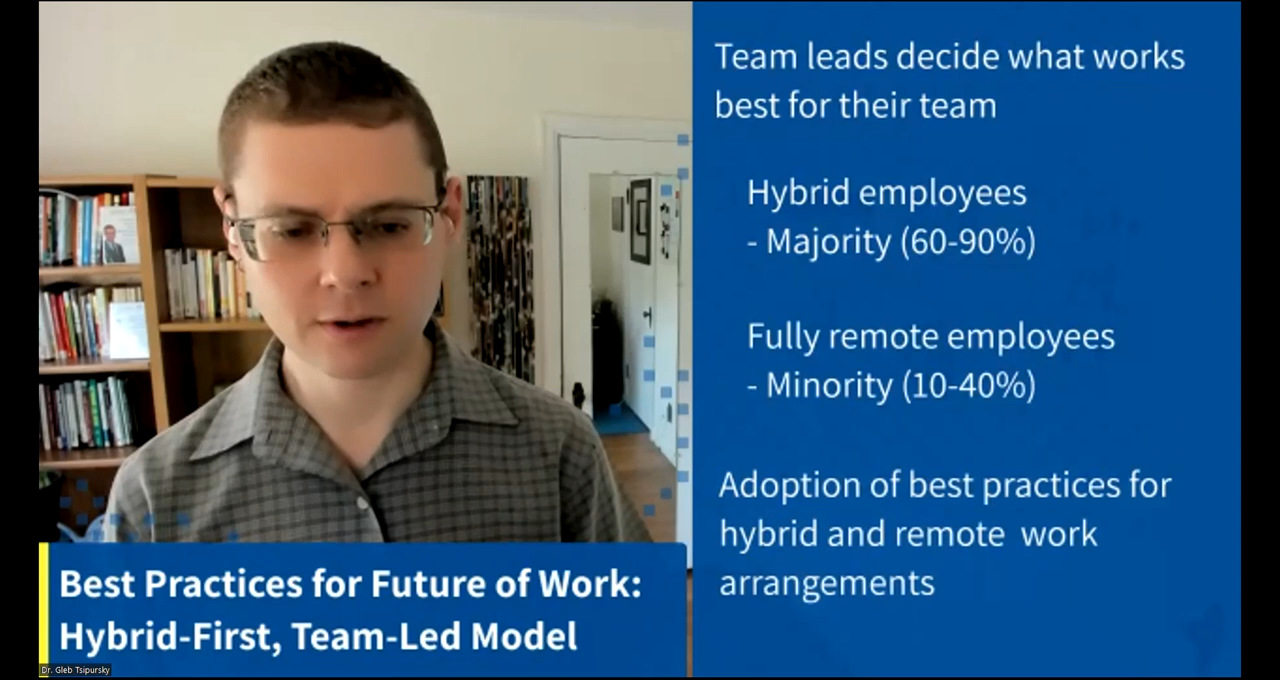 Team leads decide what works
best for their team
Hybrid employees
- Majority (60-90%)
Fully remote employees
- Minority (10-40%)
Adoption of best practices for
hybrid and remote work
arrangements
Best Practices for Future of Work:
Hybrid-First, Team-Led Model
Dr. Gleb Tsipursky